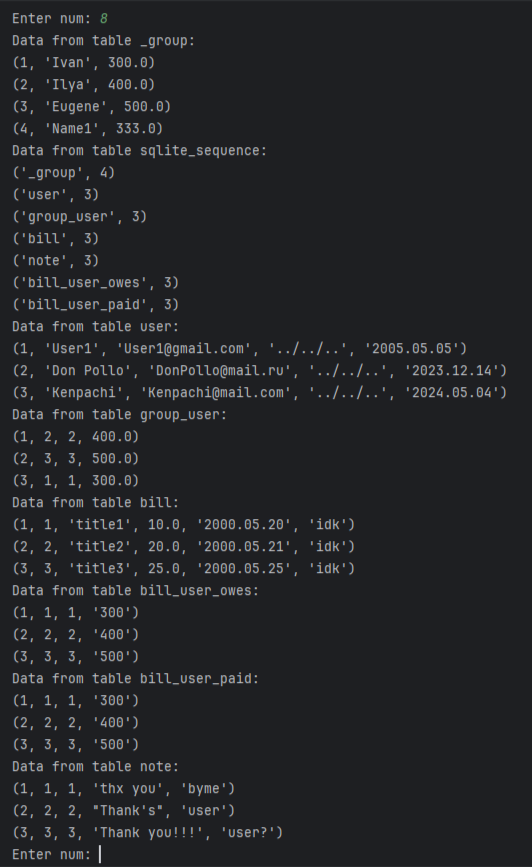 Enter num: 8
Data from table _group:
(1, 'Ivan', 300.0)
(2, 'Ilya', 400.0)
(3, 'Eugene', 500.0)
(4, 'Name1', 333.0)
Data from table sqlite_sequence:
('_group', 4)
('user', 3)
('group_user', 3)
('bill', 3)
('note', 3)
('bill_user_owes', 3)
('bill_user_paid', 3)
Data from table user:
(1, 'User1', 'User1@gmail.com', '../../..', '2005.05.05')
(2, 'Don Pollo', 'DonPollo@mail.ru', '../../..', '2023.12.14')
(3, 'Kenpachi', 'Kenpachi@mail.com', '../../..', '2024.05.04')
Data from table group_user:
(1, 2, 2, 400.0)
(2, 3, 3, 500.0)
(3, 1, 1, 300.0)
Data from table bill:
(1, 1, 'title1', 10.0, '2000.05.20', 'idk')
(2, 2, 'title2', 20.0, '2000.05.21', 'idk')
(3, 3, 'title3', 25.0, '2000.05.25', 'idk')
Data from table bill_user_owes:
(1, 1, 1, '300')
(2, 2, 2, '400')
(3, 3, 3, '500')
Data from table bill_user_paid:
(1, 1, 1, '300')
(2, 2, 2, '400')
(3, 3, 3, '500')
Data from table note:
(1, 1, 1, 'thx you', 'byme')
(2, 2, 2, "Thank's", 'user')
(3, 3, 3, 'Thank you!!!', 'user?')
Enter num: